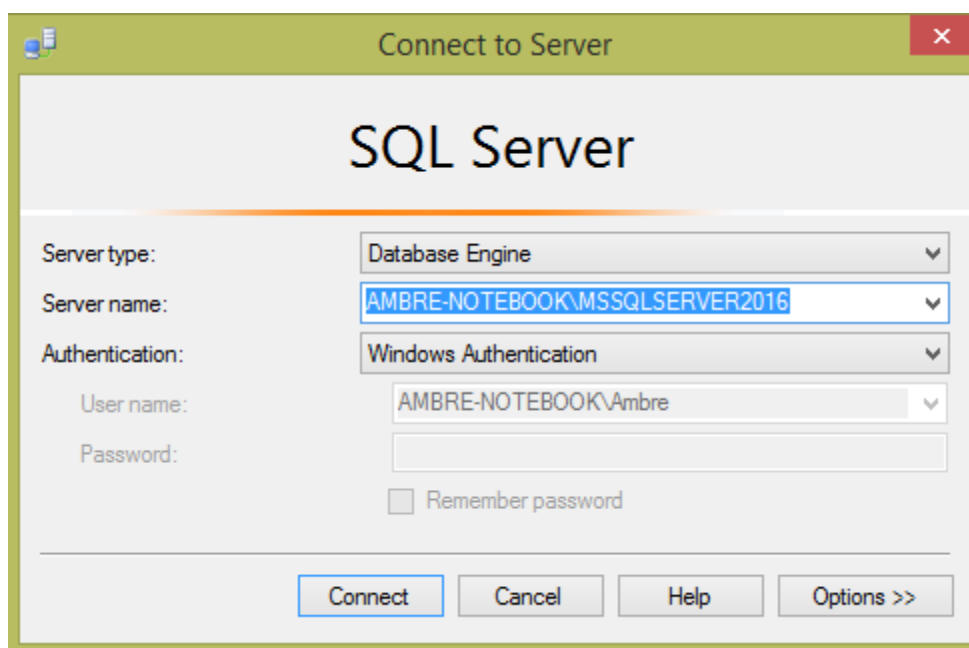 Connect to Server
SQL Server
Server type: Database Engine
Server name: AMBRE-NOTEBOOK\MSSQLSERVER2016
Authentication: Windows Authentication
User name: AMBRE-NOTEBOOK\Ambre
Password:
Remember password
Connect Cancel Help Options >>